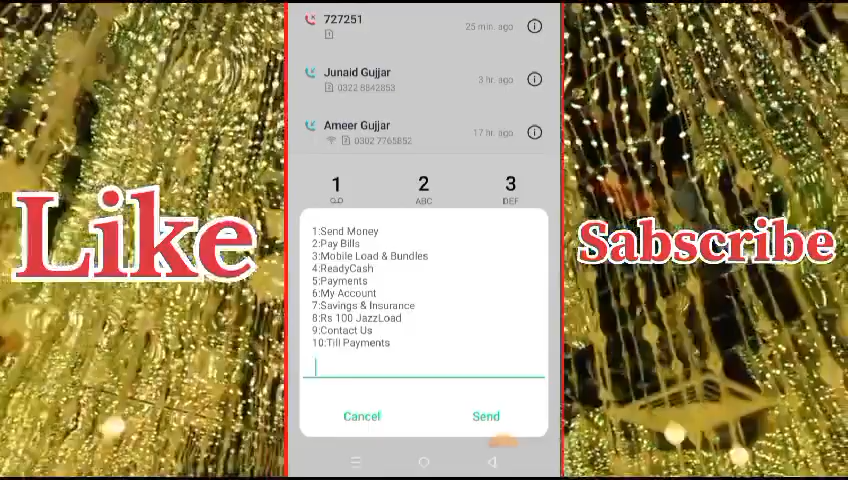 727251
25 min. ago
Junaid Gujjar
0322 8842853
3 hr. ago
Ameer Gujjar
0302 7765852
17 hr. ago
1 2 3
ABC DEF
1:Send Money
2:Pay Bills
3:Mobile Load & Bundles
4:ReadyCash
5:Payments
6:My Account
7:Savings & Insurance
8:Rs 100 JazzLoad
9:Contact Us
10:Till Payments
Cancel Send
Like
Sabscribe